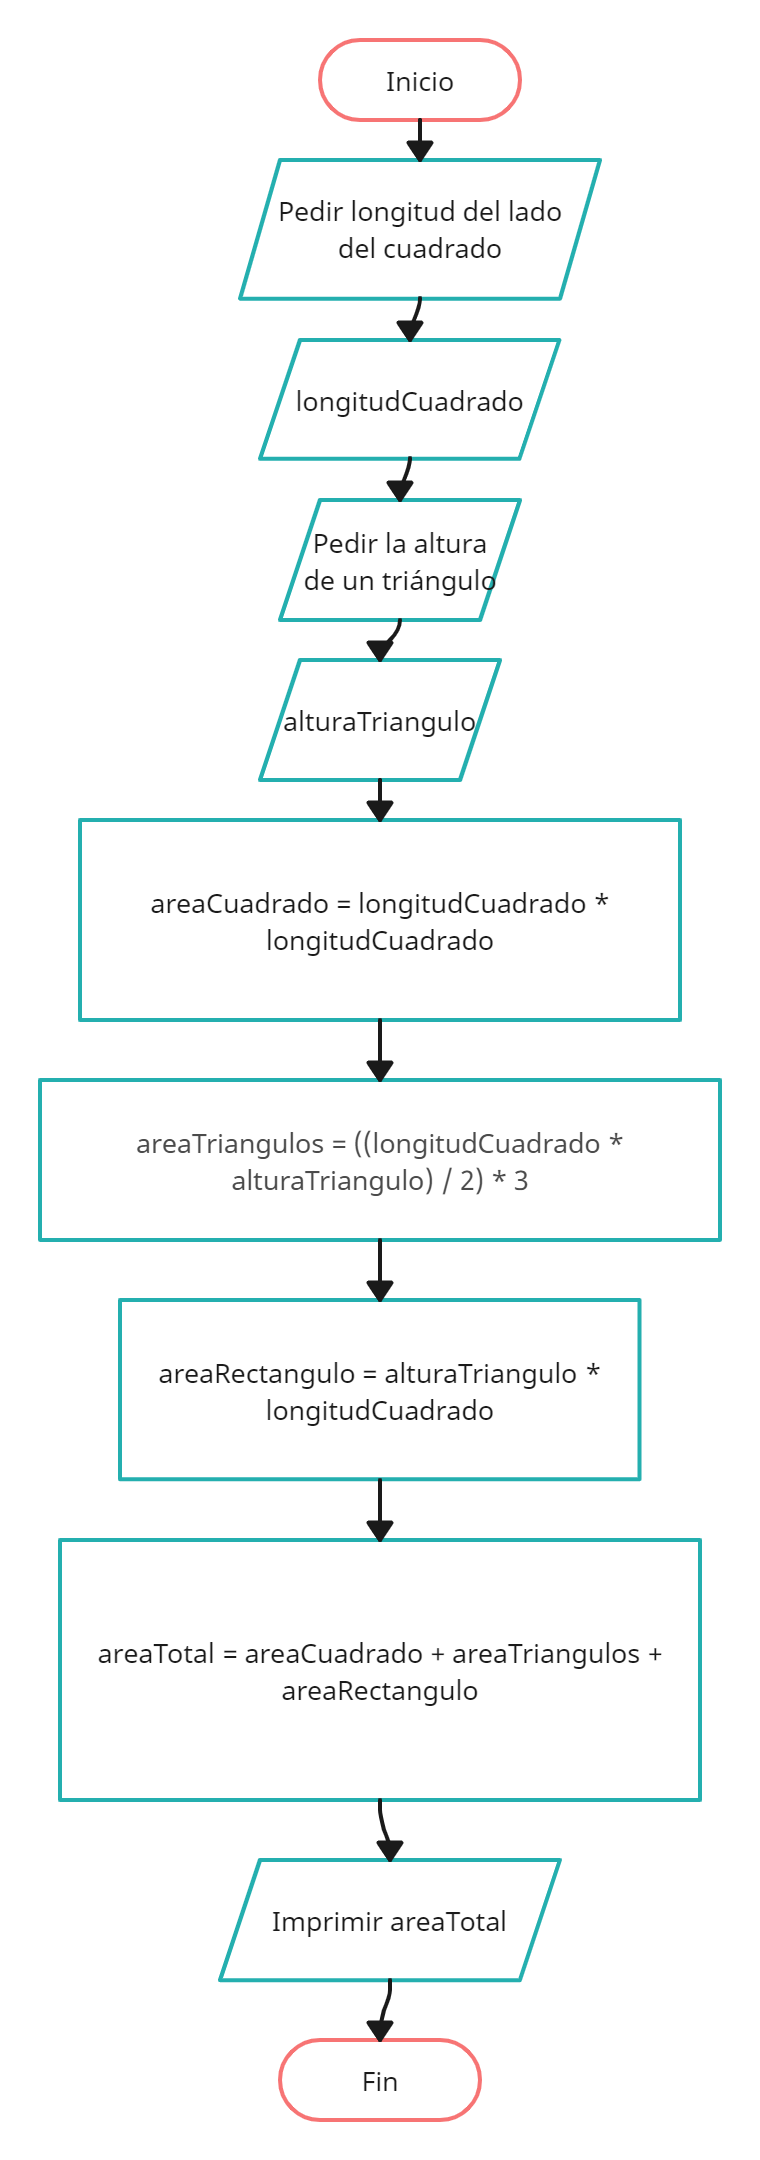 Inicio
Pedir longitud del lado
del cuadrado
longitudCuadrado
Pedir la altura
de un triángulo
alturaTriangulo
areaCuadrado = longitudCuadrado *
longitudCuadrado
areaTriangulos = ((longitudCuadrado *
alturaTriangulo) / 2) * 3
areaRectangulo = alturaTriangulo *
longitudCuadrado
areaTotal = areaCuadrado + areaTriangulos +
areaRectangulo
Imprimir areaTotal
Fin